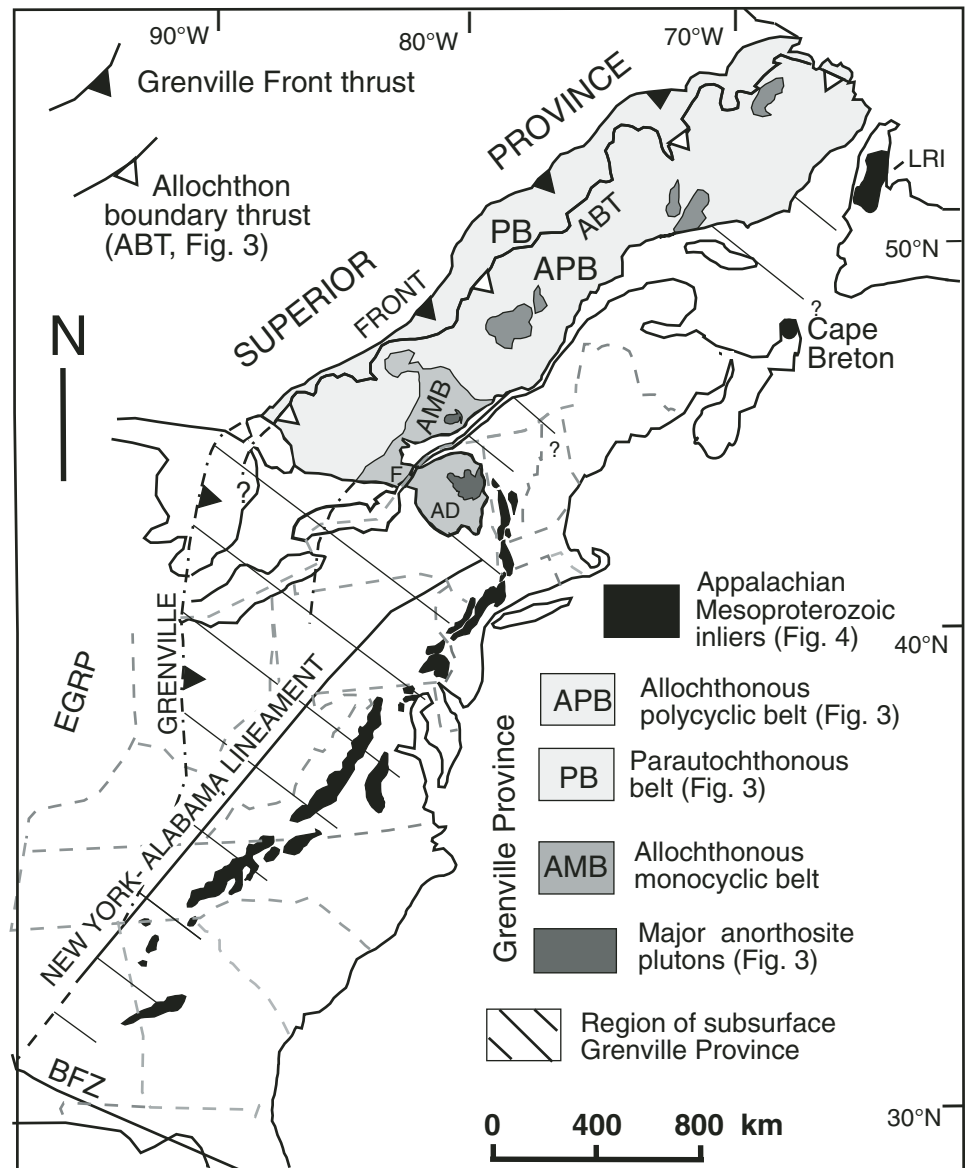 90°W
80°W
70°W
Grenville Front thrust
Allochthon
boundary thrust
(ABT, Fig. 3)
SUPERIOR PROVINCE
FRONT
PB
ABT
APB
LRI
50°N
N
?
Cape
Breton
AMB
F
AD
?
?
GRENVILLE
EGRP
NEW YORK- ALABAMA LINEAMENT
BFZ
Appalachian
Mesoproterozoic
inliers (Fig. 4)
40°N
Grenville Province
APB
Allochthonous
polycyclic belt (Fig. 3)
PB
Parautochthonous
belt (Fig. 3)
AMB
Allochthonous
monocyclic belt
Major anorthosite
plutons (Fig. 3)
Region of subsurface
Grenville Province
30°N
0 400 800 km